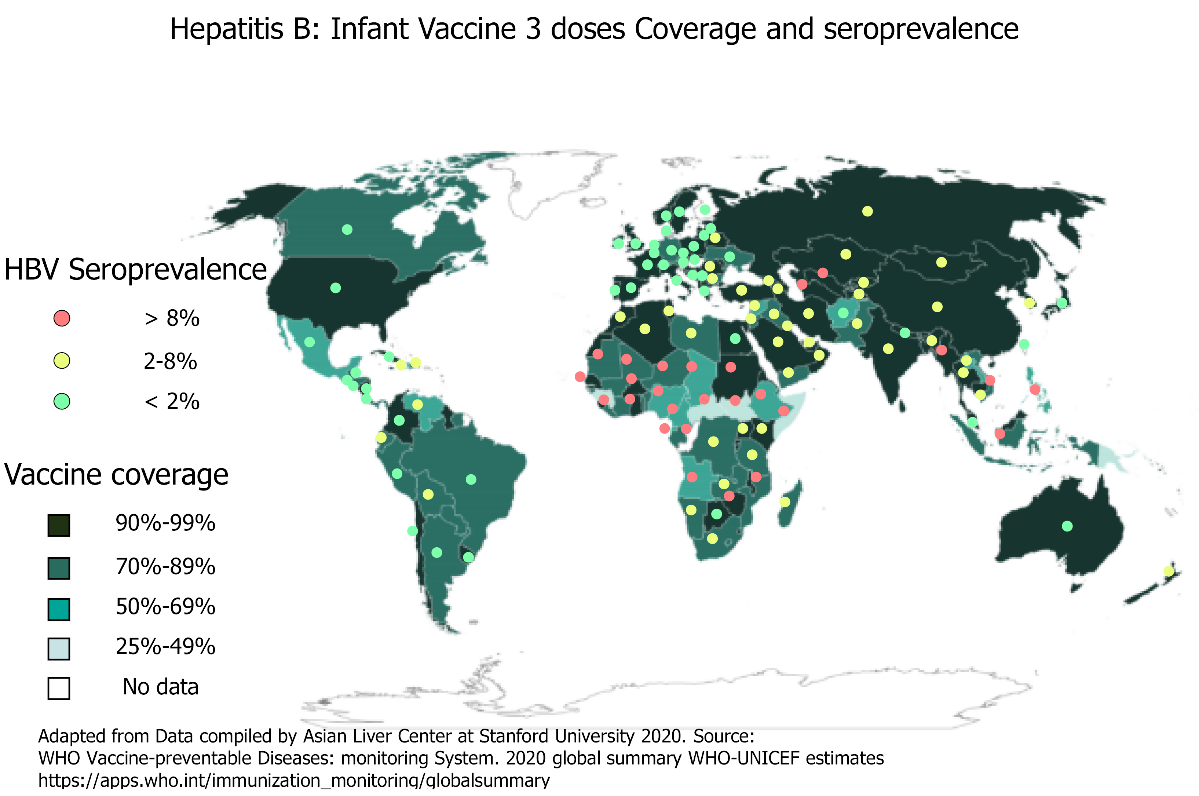 Hepatitis B: Infant Vaccine 3 doses Coverage and seroprevalence
HBV Seroprevalence
> 8%
2-8%
< 2%
Vaccine coverage
90%-99%
70%-89%
50%-69%
25%-49%
No data
Adapted from Data compiled by Asian Liver Center at Stanford University 2020. Source:
WHO Vaccine-preventable Diseases: monitoring System. 2020 global summary WHO-UNICEF estimates
https://apps.who.int/immunization_monitoring/globalsummary